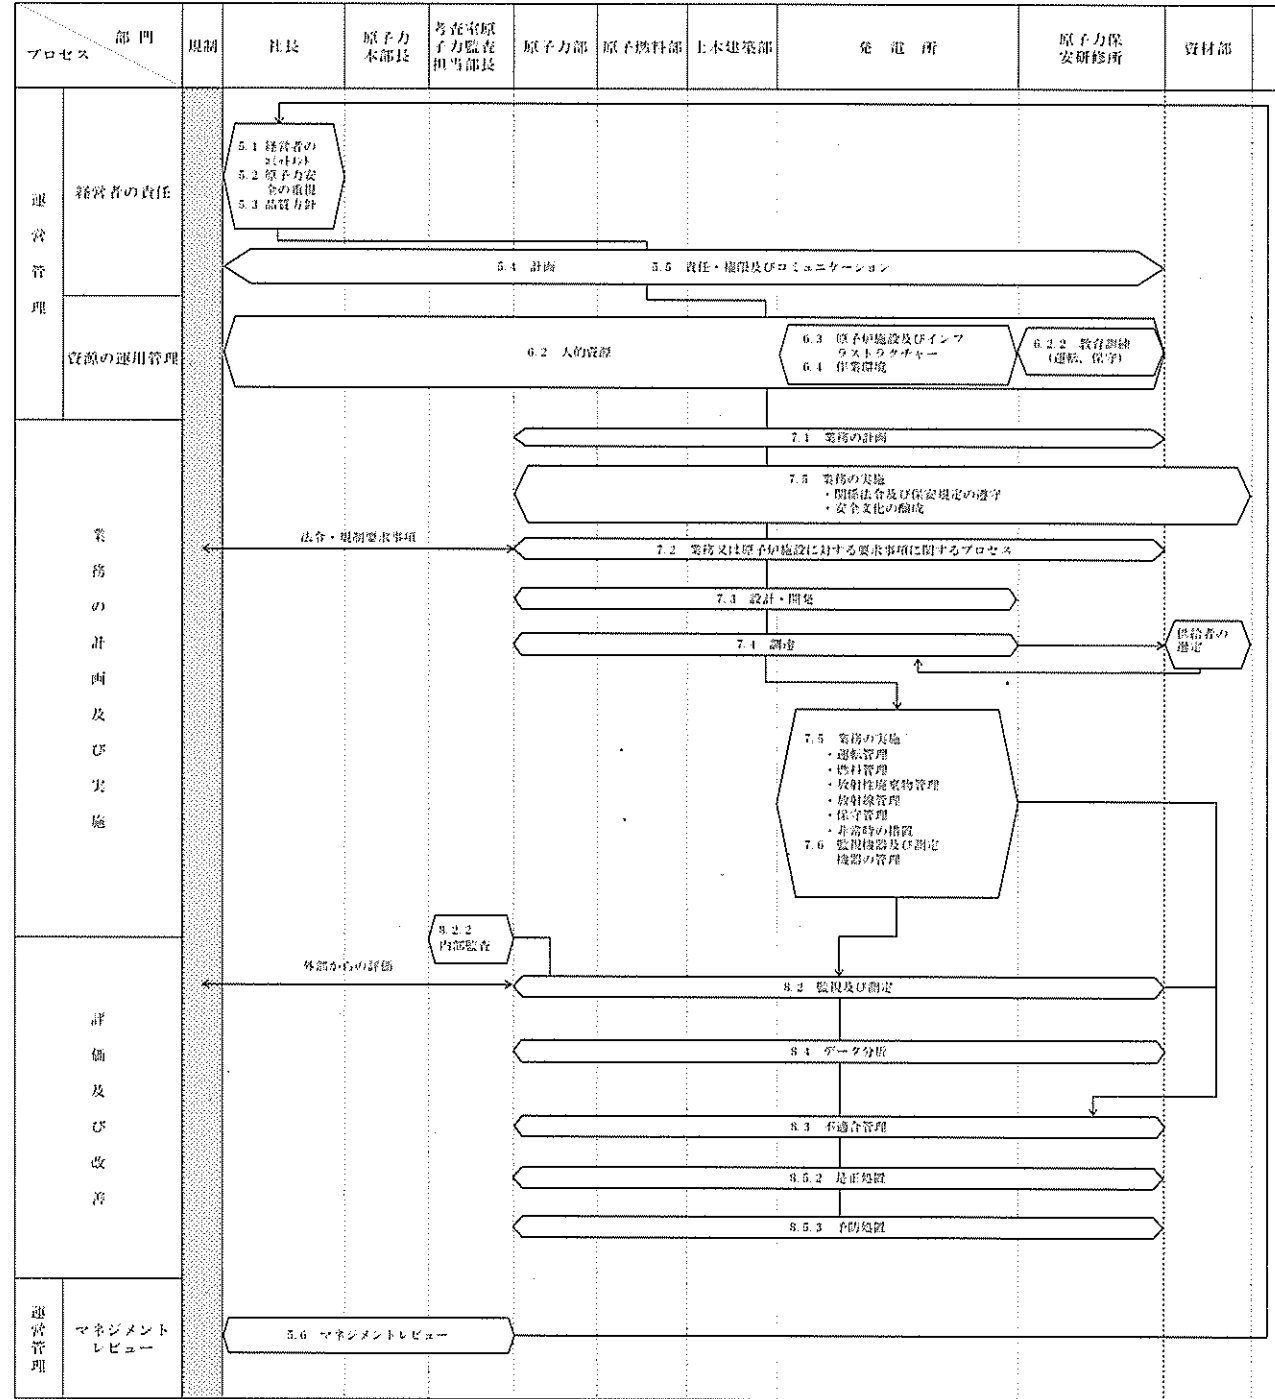 部門
プロセス
規制
社長
原子力
本部長
考査室原
子力監査
担当部長
原子力部
原子燃料部
土木建築部
発電所
原子力保
安研修所
資材部
運営管理
経営者の責任
5.1 経営者の
コミットメント
5.2 原子力安
全の重視
5.3 品質方針
5.4 計画
5.5 責任・権限及びコミュニケーション
資源の運用管理
6.2 人的資源
6.3 原子炉施設及びインフ
ラストラクチャー
6.4 作業環境
6.2.2 教育訓練
(運転、保守)
業務の計画及び実施
7.1 業務の計画
7.5 業務の実施
・関係法令及び保安規定の遵守
・安全文化の醸成
法令・規制要求事項
7.2 業務又は原子炉施設に対する要求事項に関するプロセス
7.3 設計・開発
7.4 調達
供給者の
選定
7.5 業務の実施
・運転管理
・燃料管理
・放射性廃棄物管理
・放射線管理
・保守管理
・非常時の措置
7.6 監視機器及び測定
機器の管理
評価及び改善
8.2.2
内部監査
外部からの評価
8.2 監視及び測定
8.4 データ分析
8.3 不適合管理
8.5.2 是正処置
8.5.3 予防処置
運営管理
マネジメント
レビュー
5.6 マネジメントレビュー